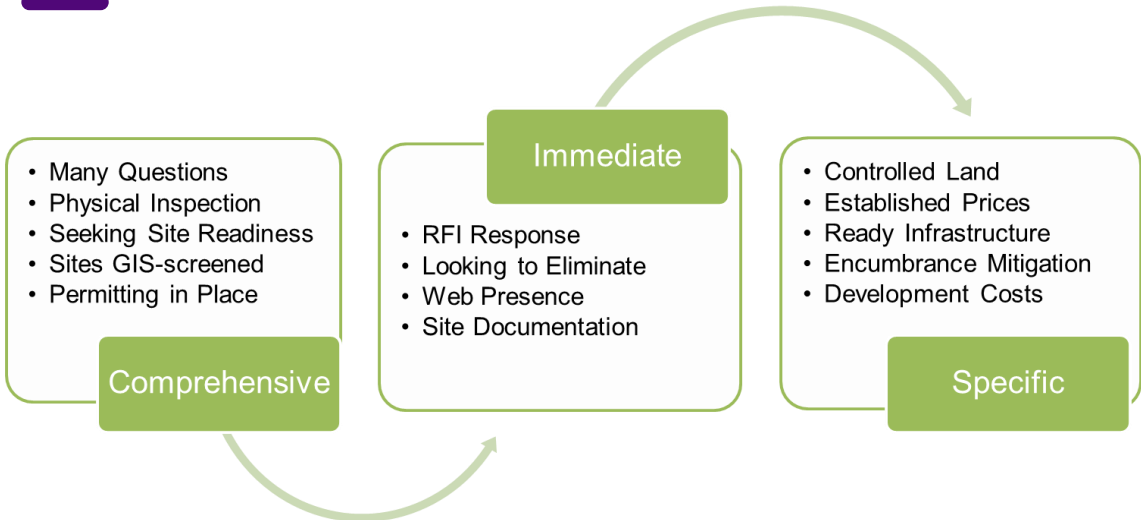 • Many Questions
• Physical Inspection
• Seeking Site Readiness
• Sites GIS-screened
• Permitting in Place
Comprehensive
Immediate
• RFI Response
• Looking to Eliminate
• Web Presence
• Site Documentation
• Controlled Land
• Established Prices
• Ready Infrastructure
• Encumbrance Mitigation
• Development Costs
Specific